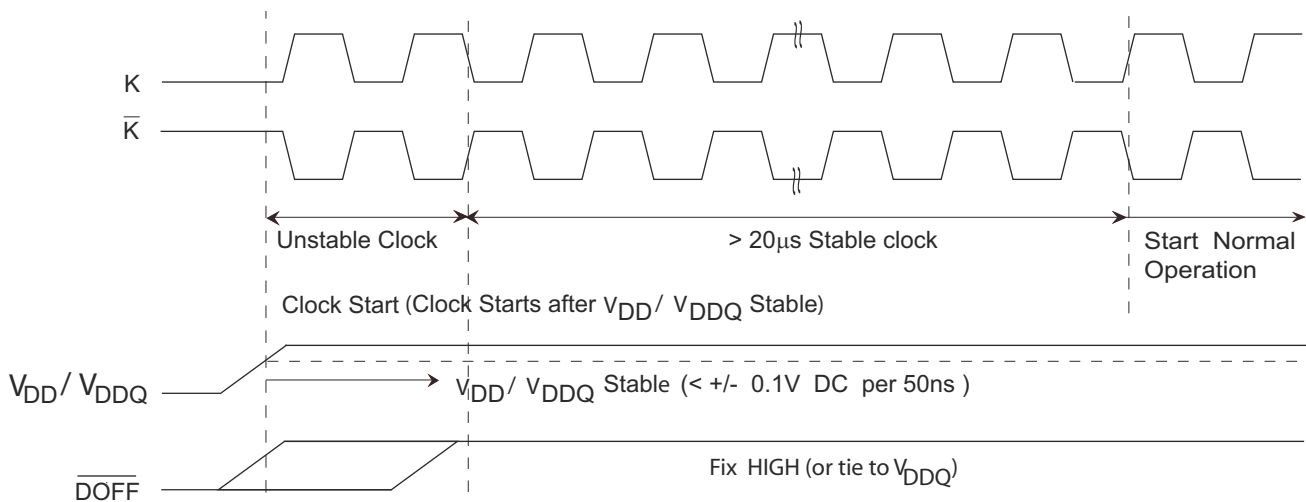 K
K̅
Unstable Clock
> 20μs Stable clock
Start Normal
Operation
Clock Start (Clock Starts after VDD / VDDQ Stable)
VDD / VDDQ
VDD / VDDQ Stable (< +/- 0.1V DC per 50ns )
D̅O̅F̅F̅
Fix HIGH (or tie to VDDQ)